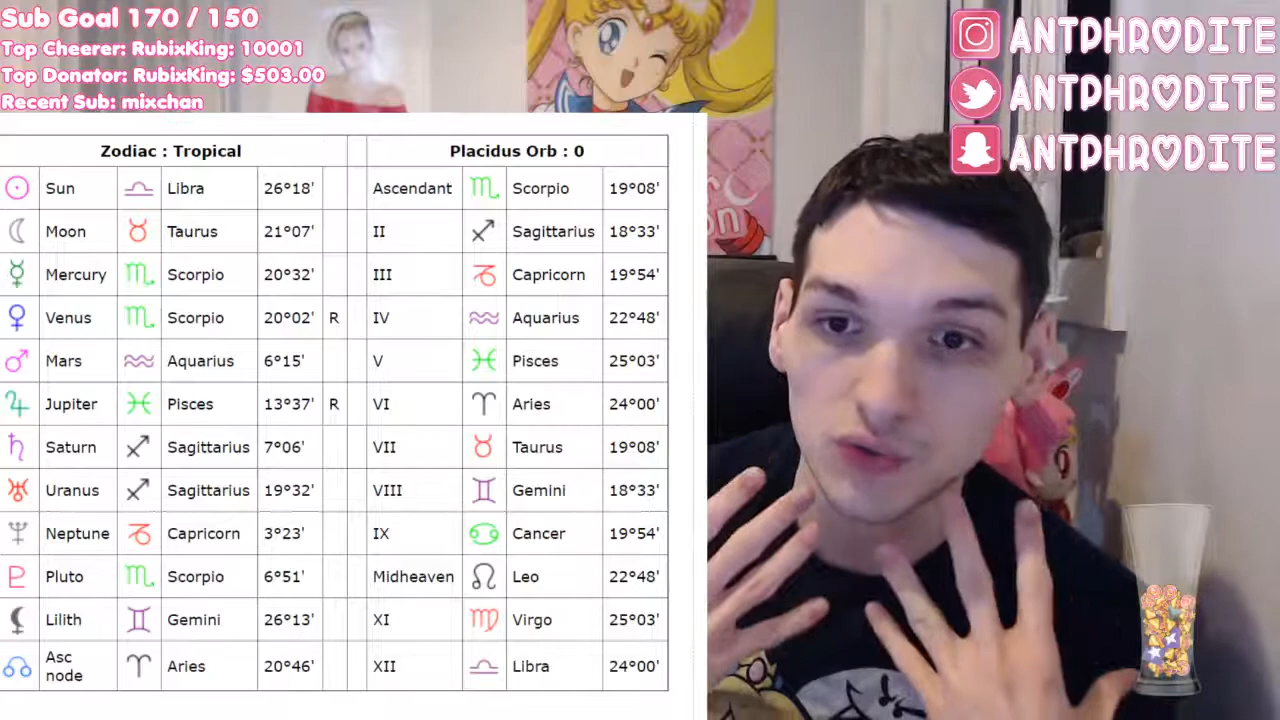 Sub Goal 170 / 150
Top Cheerer: RubixKing: 10001
Top Donator: RubixKing: $503.00
Recent Sub: mixchan
ANTPHRODITE
ANTPHRODITE
ANTPHRODITE
Zodiac : Tropical Placidus Orb : 0
Sun Libra 26°18' Ascendant Scorpio 19°08'
Moon Taurus 21°07' II Sagittarius 18°33'
Mercury Scorpio 20°32' III Capricorn 19°54'
Venus Scorpio 20°02' R IV Aquarius 22°48'
Mars Aquarius 6°15' V Pisces 25°03'
Jupiter Pisces 13°37' R VI Aries 24°00'
Saturn Sagittarius 7°06' VII Taurus 19°08'
Uranus Sagittarius 19°32' VIII Gemini 18°33'
Neptune Capricorn 3°23' IX Cancer 19°54'
Pluto Scorpio 6°51' Midheaven Leo 22°48'
Lilith Gemini 26°13' XI Virgo 25°03'
Asc node Aries 20°46' XII Libra 24°00'